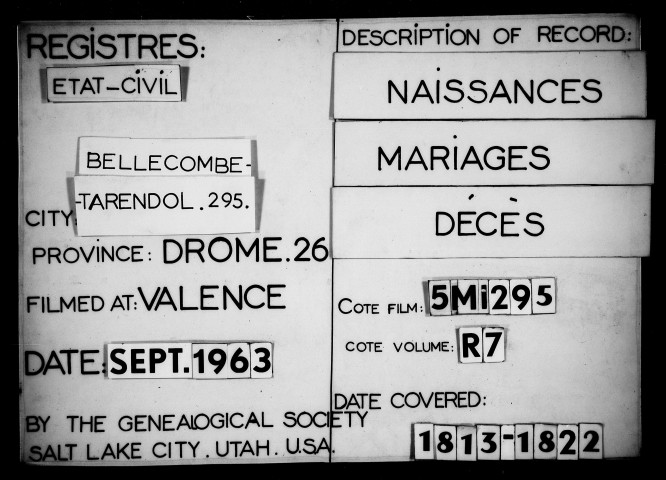 REGiSTRES:
ETAT-CiViL
BELLECOMBE-
-TARENDOL.295.
CITY:
PROViNCE: DROME.26
FiLMED AT: VALENCE
DATE: SEPT.1963
BY THE GENEALOGICAL SOCIETY
SALT LAKE CITY. UTAH. U.S.A.
DESCRIPTION OF RECORD:
NAiSSANCES
MARiAGES
DÉCÈS
COTE FILM: 5Mi295
COTE VOLUME: R7
DATE COVERED:
1813-1822